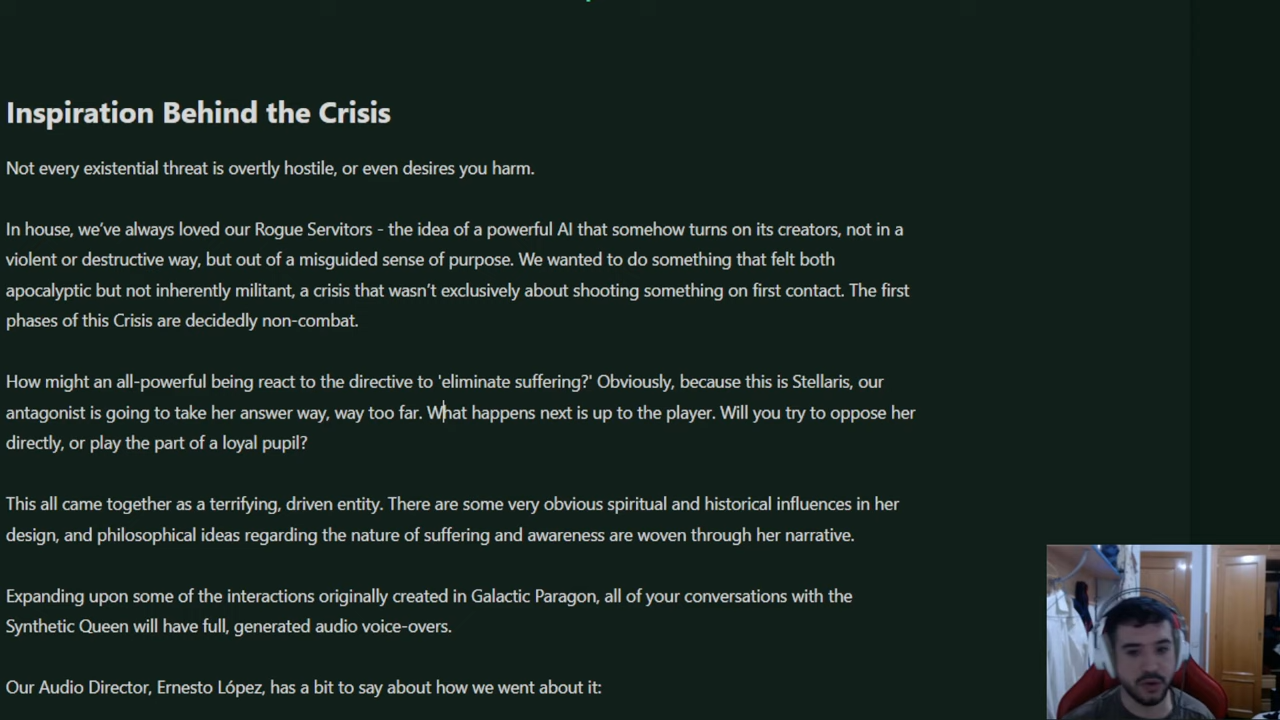 Inspiration Behind the Crisis
Not every existential threat is overtly hostile, or even desires you harm.
In house, we’ve always loved our Rogue Servitors - the idea of a powerful AI that somehow turns on its creators, not in a
violent or destructive way, but out of a misguided sense of purpose. We wanted to do something that felt both
apocalyptic but not inherently militant, a crisis that wasn’t exclusively about shooting something on first contact. The first
phases of this Crisis are decidedly non-combat.
How might an all-powerful being react to the directive to 'eliminate suffering?' Obviously, because this is Stellaris, our
antagonist is going to take her answer way, way too far. What happens next is up to the player. Will you try to oppose her
directly, or play the part of a loyal pupil?
This all came together as a terrifying, driven entity. There are some very obvious spiritual and historical influences in her
design, and philosophical ideas regarding the nature of suffering and awareness are woven through her narrative.
Expanding upon some of the interactions originally created in Galactic Paragon, all of your conversations with the
Synthetic Queen will have full, generated audio voice-overs.
Our Audio Director, Ernesto López, has a bit to say about how we went about it: